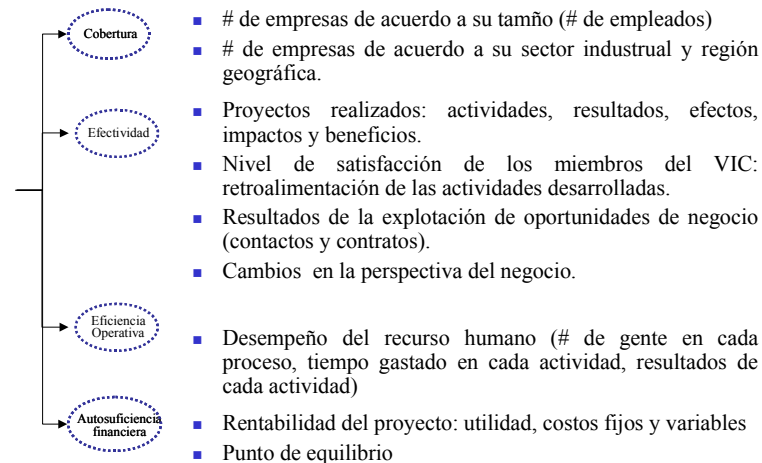 Cobertura
# de empresas de acuerdo a su tamño (# de empleados)
# de empresas de acuerdo a su sector industrual y región
geográfica.
Efectividad
Proyectos realizados: actividades, resultados, efectos,
impactos y beneficios.
Nivel de satisfacción de los miembros del VIC:
retroalimentación de las actividades desarrolladas.
Resultados de la explotación de oportunidades de negocio
(contactos y contratos).
Cambios en la perspectiva del negocio.
Eficiencia
Operativa
Desempeño del recurso humano (# de gente en cada
proceso, tiempo gastado en cada actividad, resultados de
cada actividad)
Autosuficiencia
financiera
Rentabilidad del proyecto: utilidad, costos fijos y variables
Punto de equilibrio